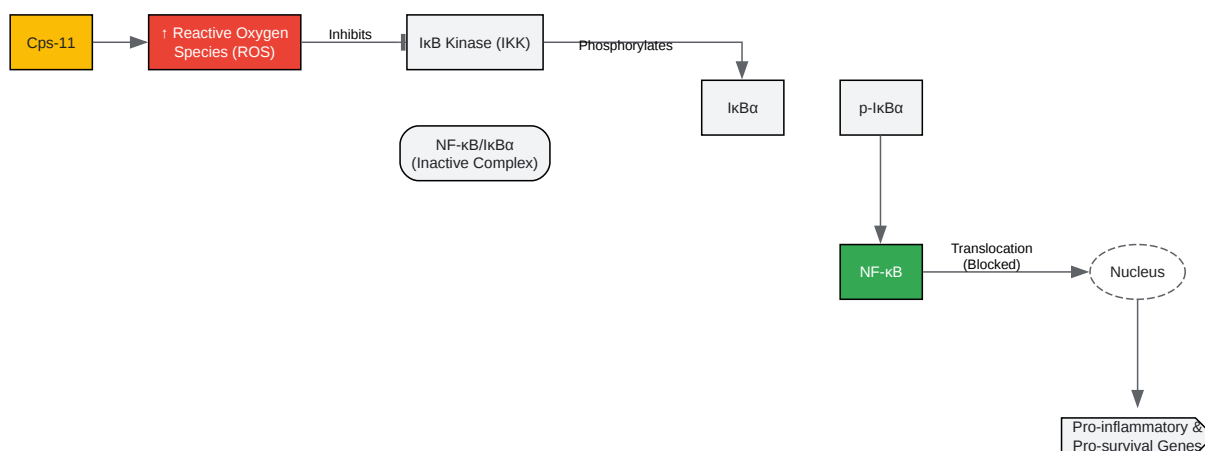 Cps-11
↑ Reactive Oxygen
Species (ROS)
Inhibits
IκB Kinase (IKK)
Phosphorylates
IκBα
p-IκBα
NF-κB/IκBα
(Inactive Complex)
NF-κB
Translocation
(Blocked)
Nucleus
Pro-inflammatory &
Pro-survival Genes